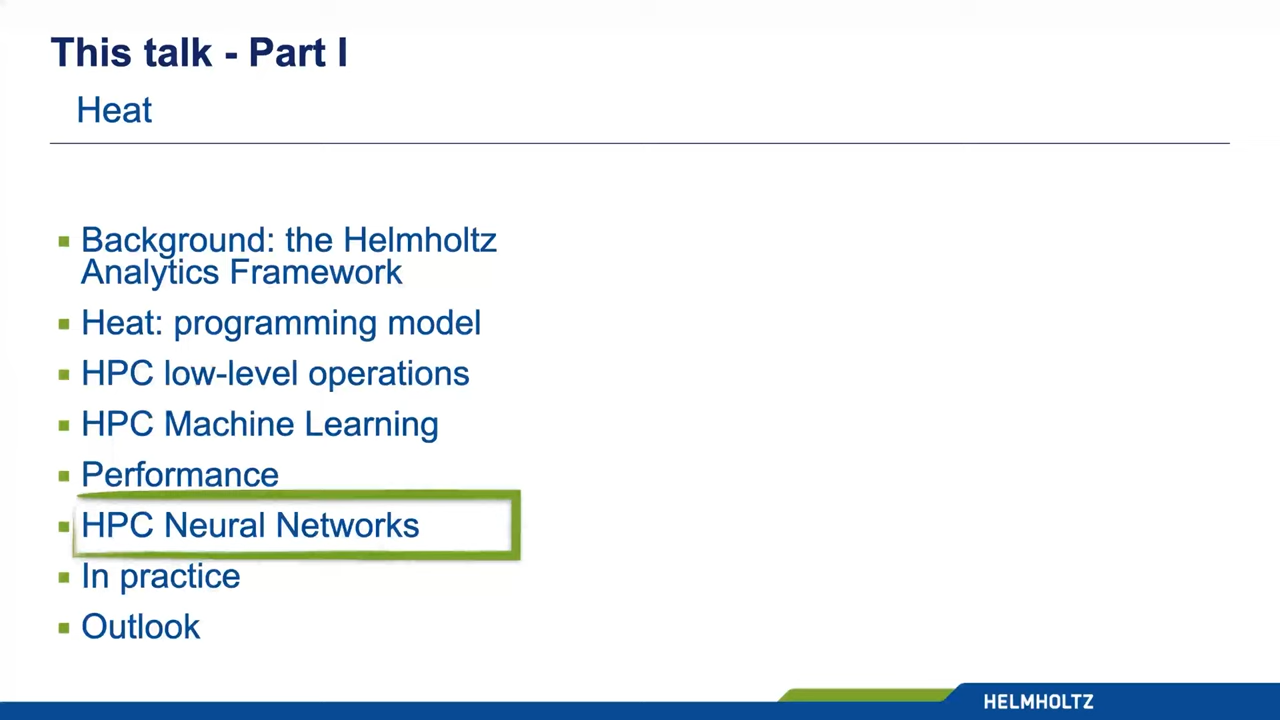 This talk - Part I
Heat
Background: the Helmholtz
Analytics Framework
Heat: programming model
HPC low-level operations
HPC Machine Learning
Performance
HPC Neural Networks
In practice
Outlook
HELMHOLTZ